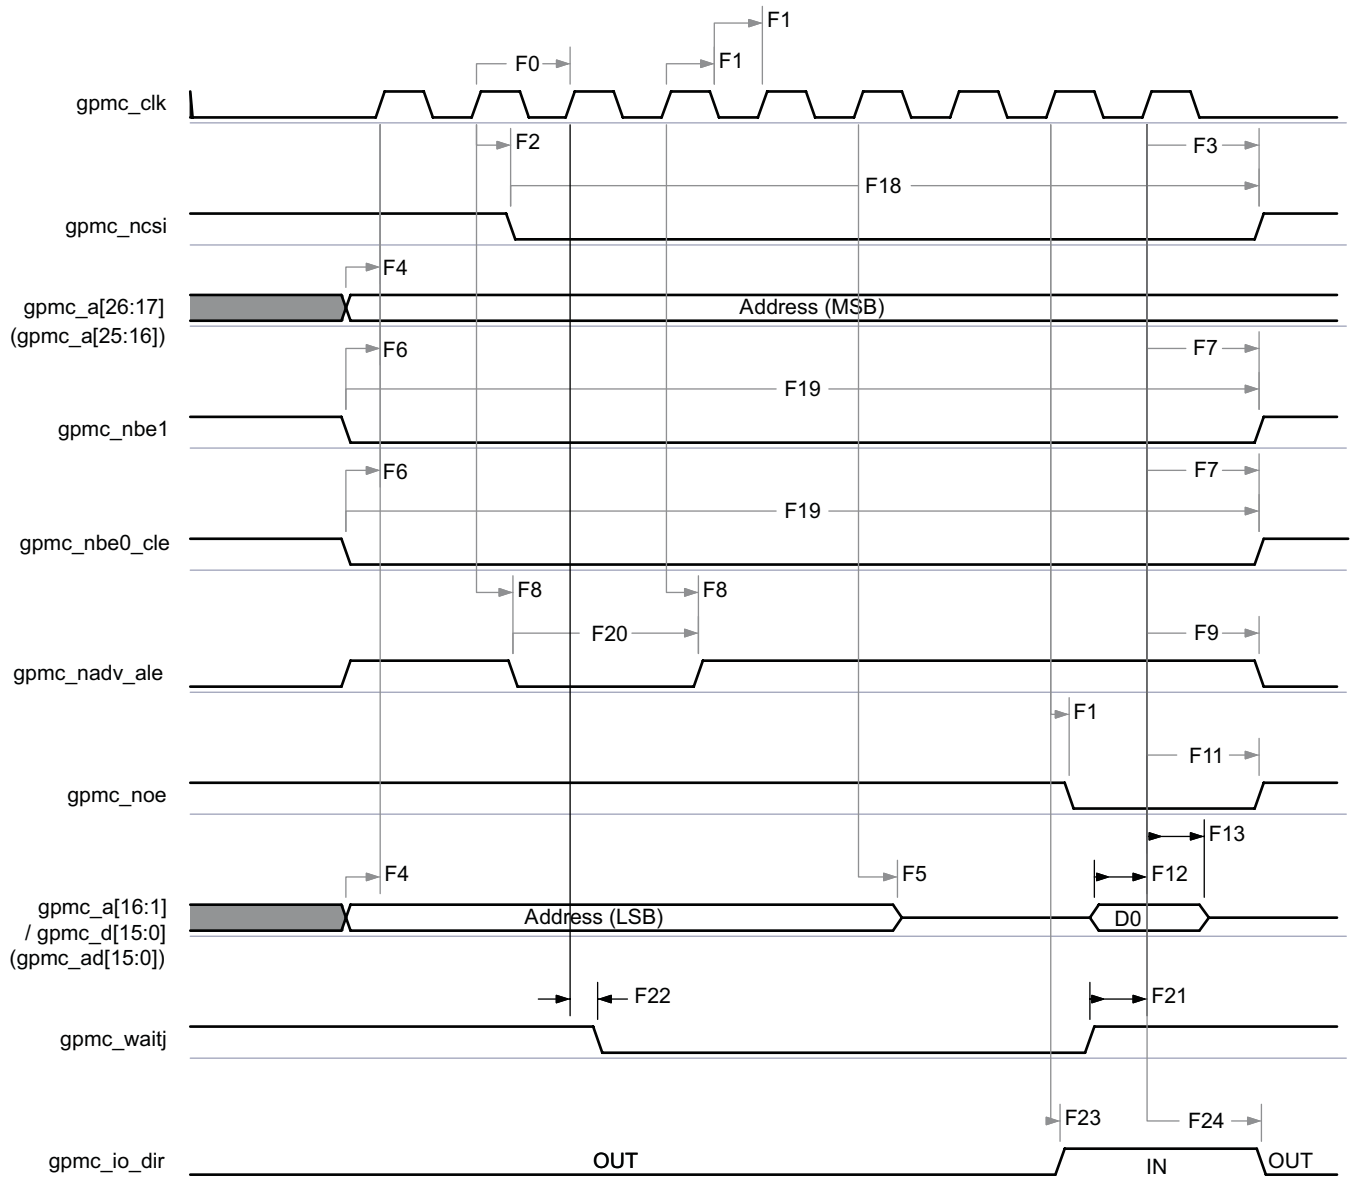 F1
F0
F1
gpmc_clk
F2
F3
F18
gpmc_ncsi
F4
gpmc_a[26:17]
(gpmc_a[25:16])
Address (MSB)
F6
F7
F19
gpmc_nbe1
F6
F7
F19
gpmc_nbe0_cle
F8
F8
F20
F9
gpmc_nadv_ale
F1
F11
gpmc_noe
F13
F4
F5
F12
gpmc_a[16:1]
/ gpmc_d[15:0]
(gpmc_ad[15:0])
Address (LSB)
D0
F22
F21
gpmc_waitj
F23
F24
gpmc_io_dir
OUT
IN
OUT